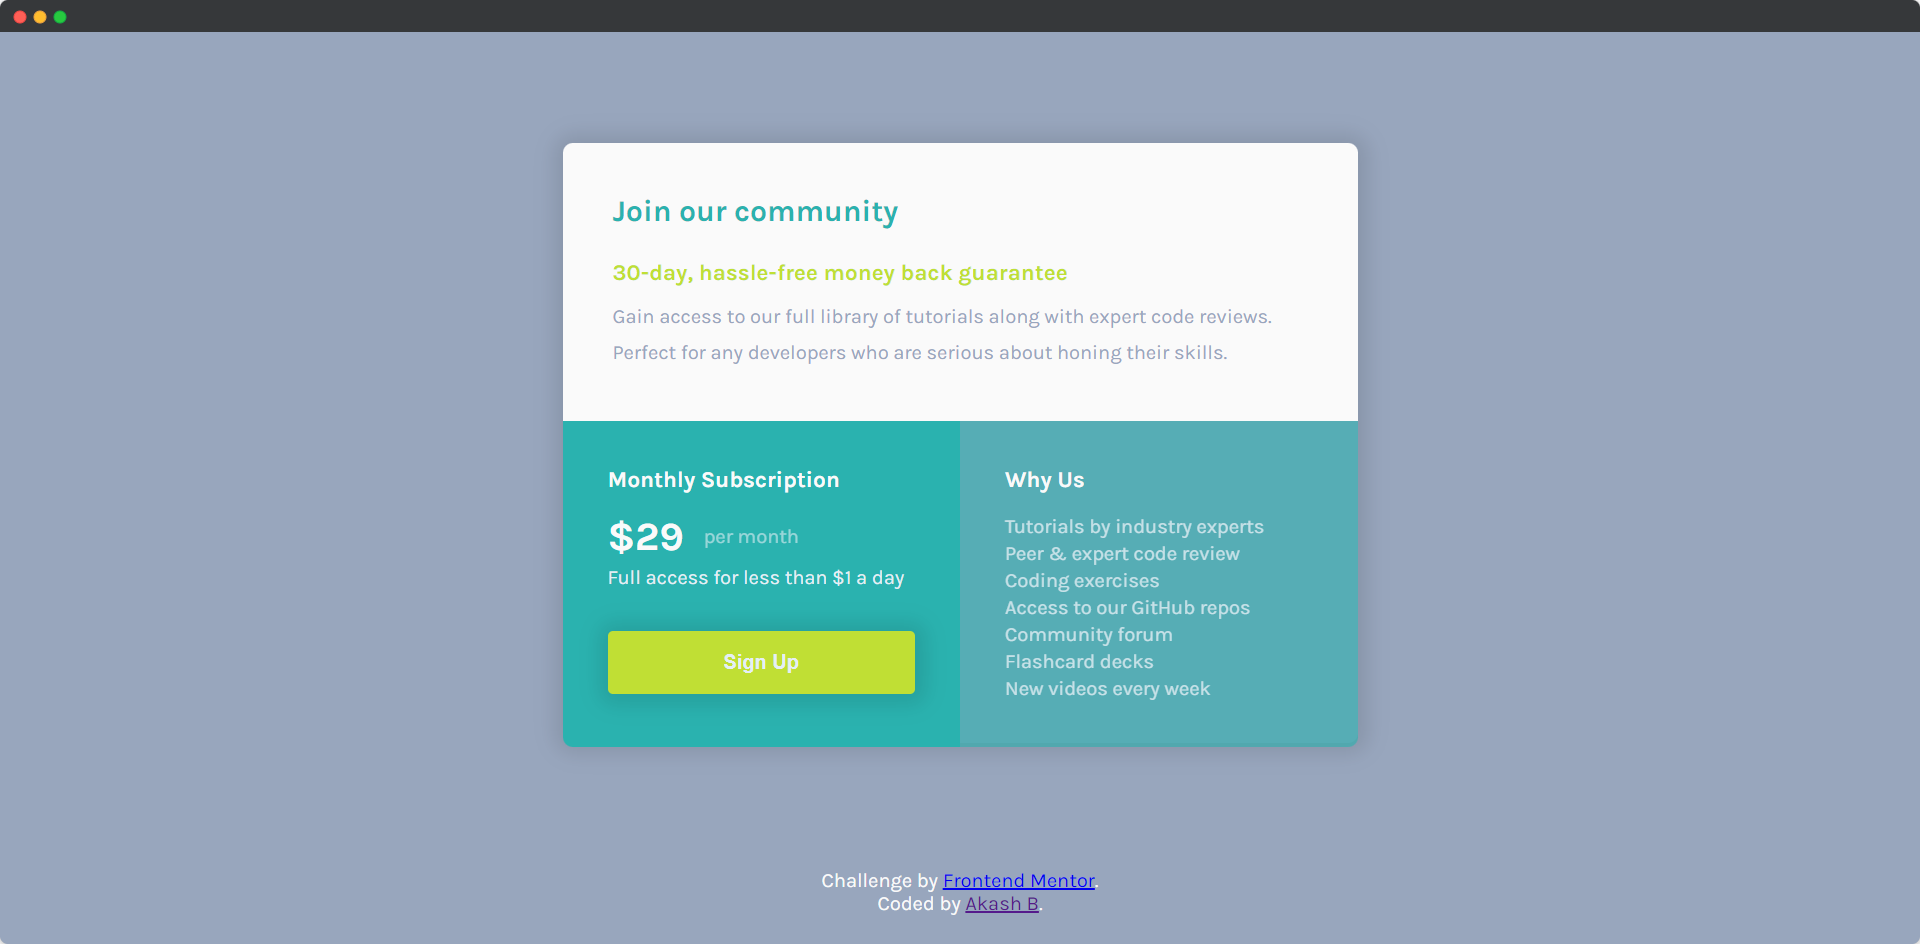 Join our community
30-day, hassle-free money back guarantee
Gain access to our full library of tutorials along with expert code reviews.
Perfect for any developers who are serious about honing their skills.
Monthly Subscription
$29 per month
Full access for less than $1 a day
Sign Up
Why Us
Tutorials by industry experts
Peer & expert code review
Coding exercises
Access to our GitHub repos
Community forum
Flashcard decks
New videos every week
Challenge by Frontend Mentor.
Coded by Akash B.